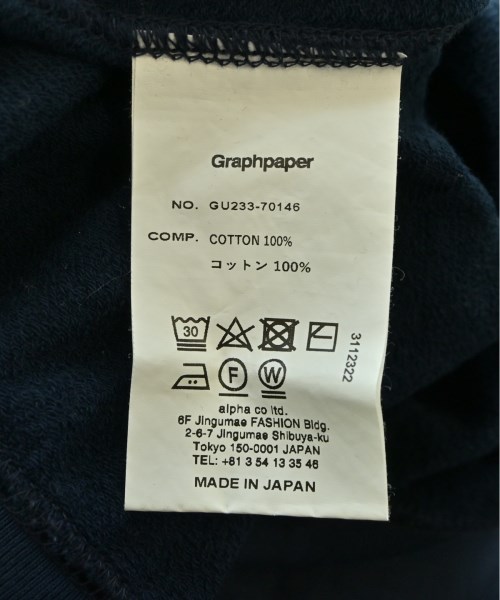 Graphpaper
NO. GU233-70146
COMP. COTTON 100%
コットン 100%
30
3112322
F W
alpha co ltd.
6F Jingumae FASHION Bldg.
2-6-7 Jingumae Shibuya-ku
Tokyo 150-0001 JAPAN
TEL: +81 3 54 13 35 46
MADE IN JAPAN